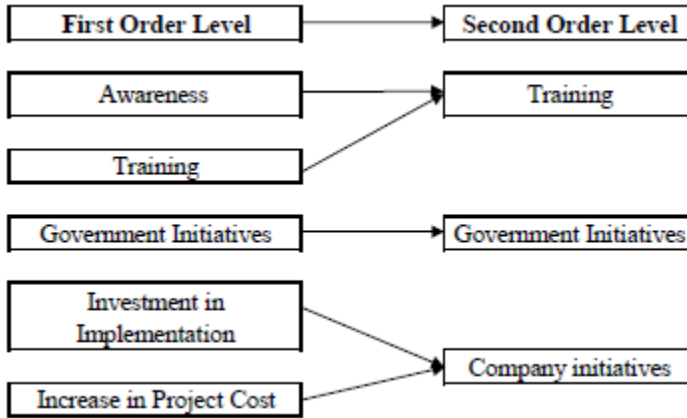 First Order Level
Second Order Level
Awareness
Training
Training
Government Initiatives
Government Initiatives
Investment in
Implementation
Company initiatives
Increase in Project Cost